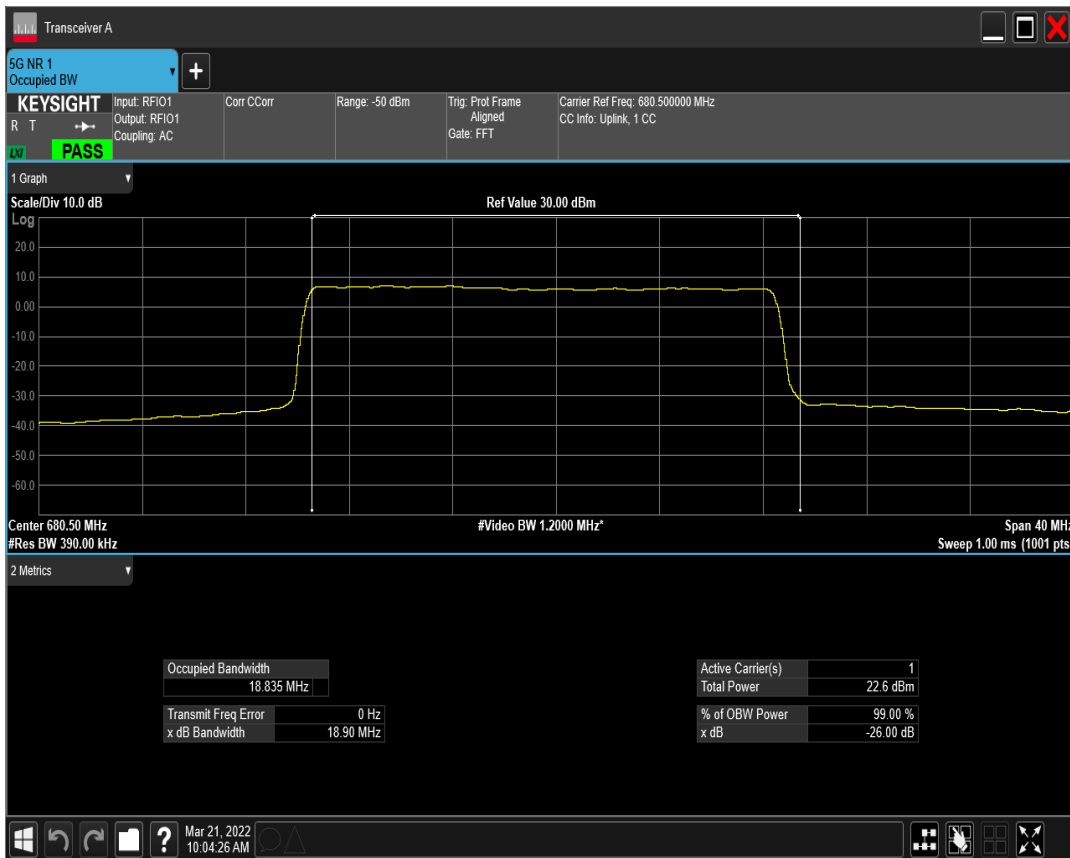 Transceiver A
5G NR 1
Occupied BW
+
KEYSIGHT
R T
LXI
PASS
Input: RFIO1
Output: RFIO1
Coupling: AC
Corr CCorr
Range: -50 dBm
Trig: Prot Frame
Aligned
Gate: FFT
Carrier Ref Freq: 680.500000 MHz
CC Info: Uplink, 1 CC
1 Graph
Scale/Div 10.0 dB
Ref Value 30.00 dBm
Log
20.0
10.0
0.00
-10.0
-20.0
-30.0
-40.0
-50.0
-60.0
Center 680.50 MHz
#Video BW 1.2000 MHz*
Span 40 MHz
#Res BW 390.00 kHz
Sweep 1.00 ms (1001 pts
2 Metrics
Occupied Bandwidth
18.835 MHz
Transmit Freq Error 0 Hz
x dB Bandwidth 18.90 MHz
Active Carrier(s) 1
Total Power 22.6 dBm
% of OBW Power 99.00 %
x dB -26.00 dB
?
Mar 21, 2022
10:04:26 AM